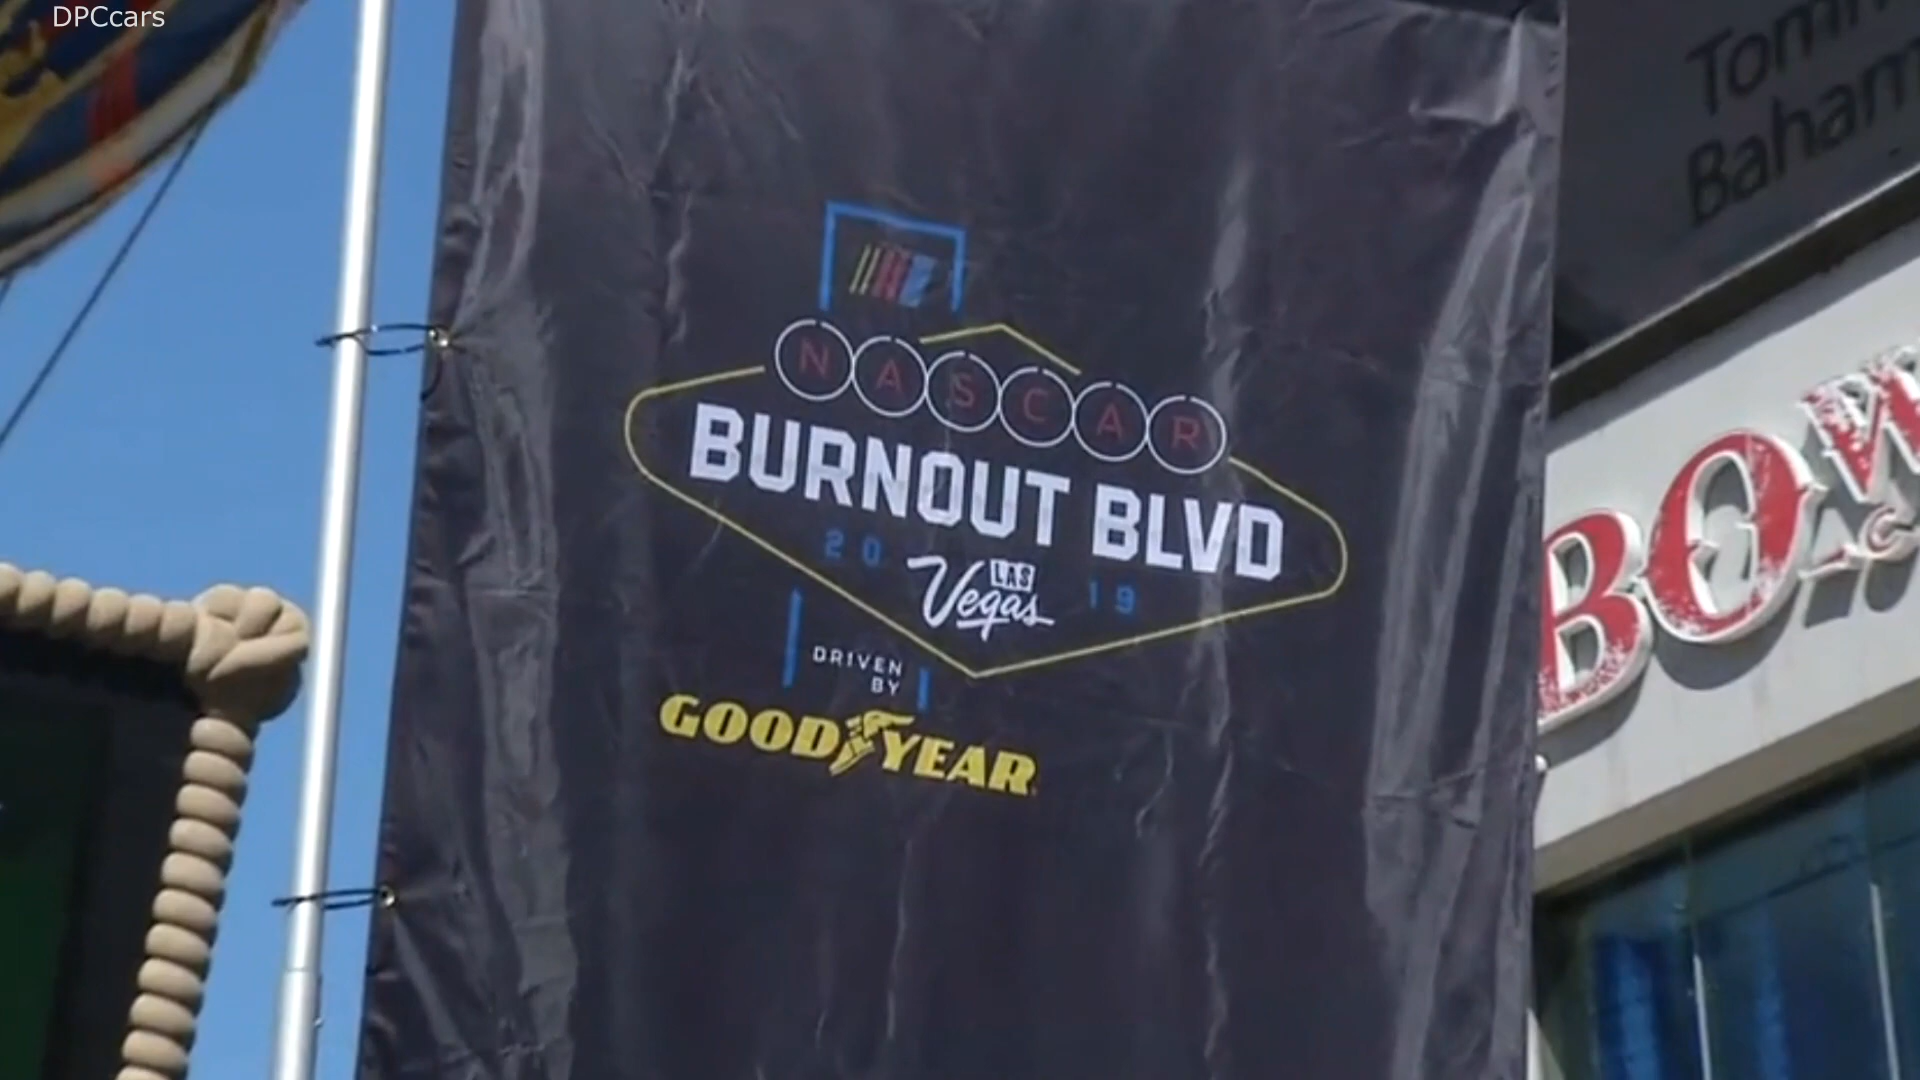 DPCcars
NASCAR
BURNOUT BLVD
20 LAS 19
Vegas
DRIVEN
BY
GOODYEAR